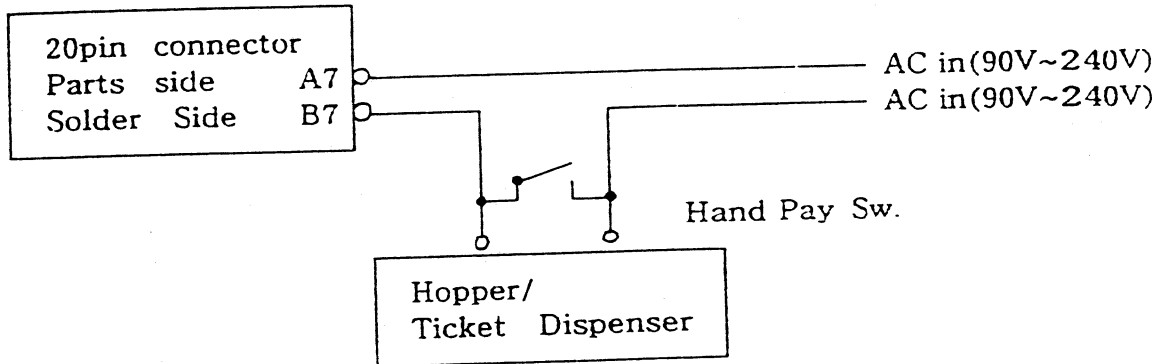 20pin connector
Parts side A7
Solder Side B7
AC in(90V~240V)
AC in(90V~240V)
Hand Pay Sw.
Hopper/
Ticket Dispenser